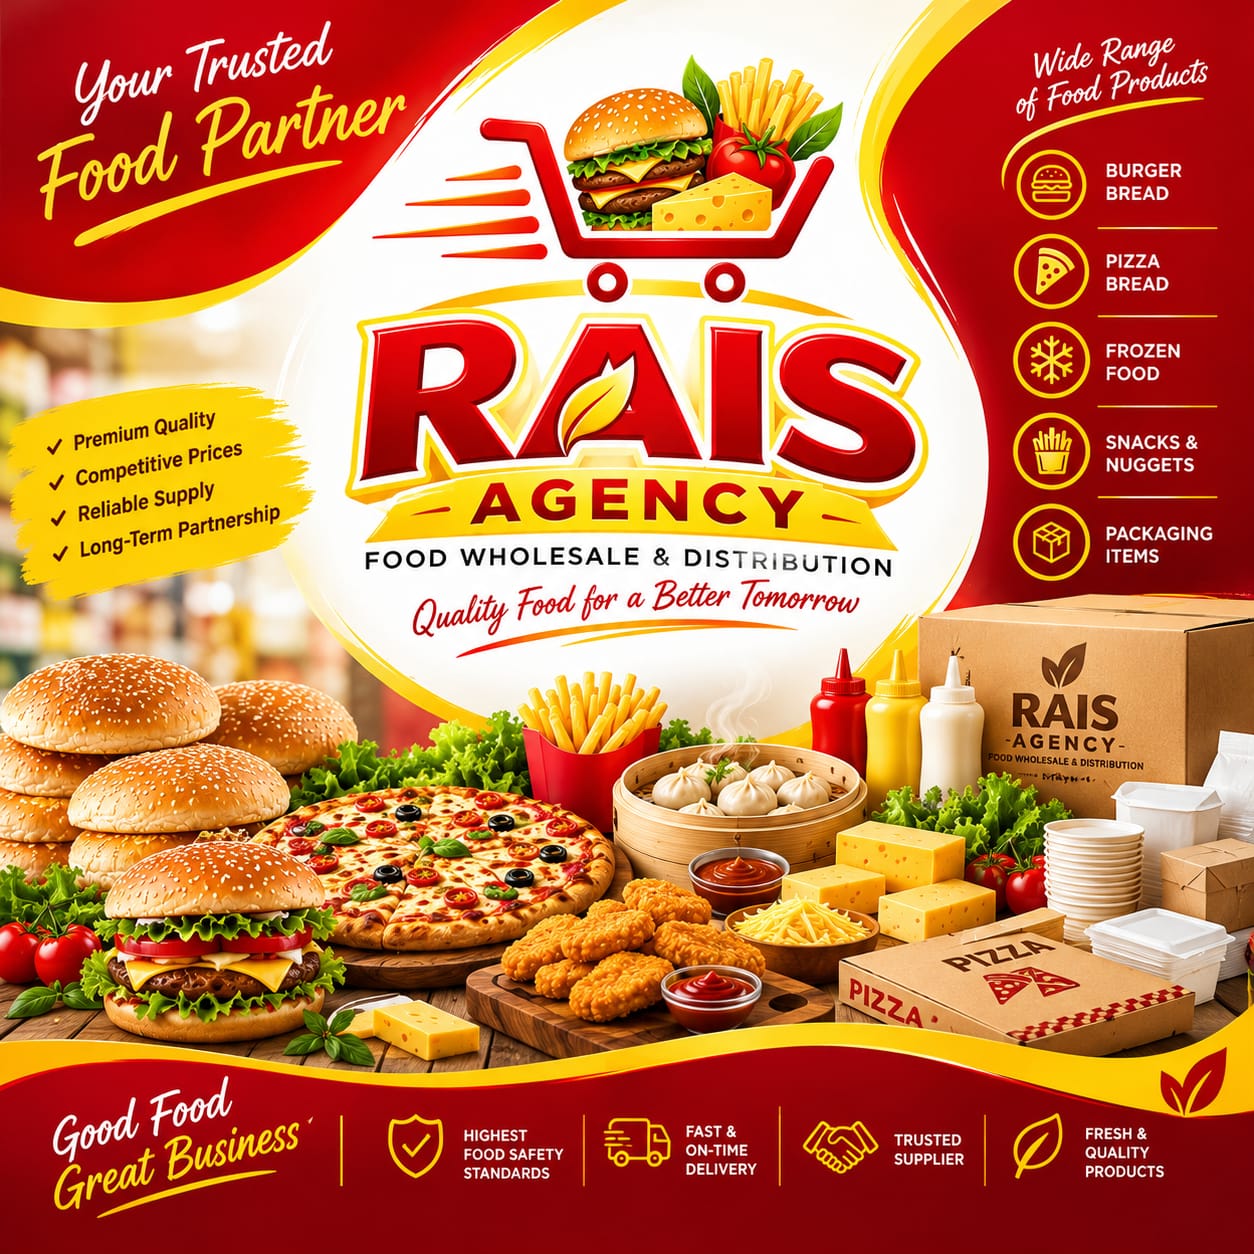 Your Trusted
Food Partner
Wide Range
of Food Products
BURGER
BREAD
PIZZA
BREAD
FROZEN
FOOD
SNACKS &
NUGGETS
PACKAGING
ITEMS
✓ Premium Quality
✓ Competitive Prices
✓ Reliable Supply
✓ Long-Term Partnership
RAIS
AGENCY
FOOD WHOLESALE & DISTRIBUTION
Quality Food for a Better Tomorrow
RAIS
-AGENCY-
FOOD WHOLESALE & DISTRIBUTION
PIZZA
PIZZA
Good Food
Great Business
HIGHEST
FOOD SAFETY
STANDARDS
FAST &
ON-TIME
DELIVERY
TRUSTED
SUPPLIER
FRESH &
QUALITY
PRODUCTS